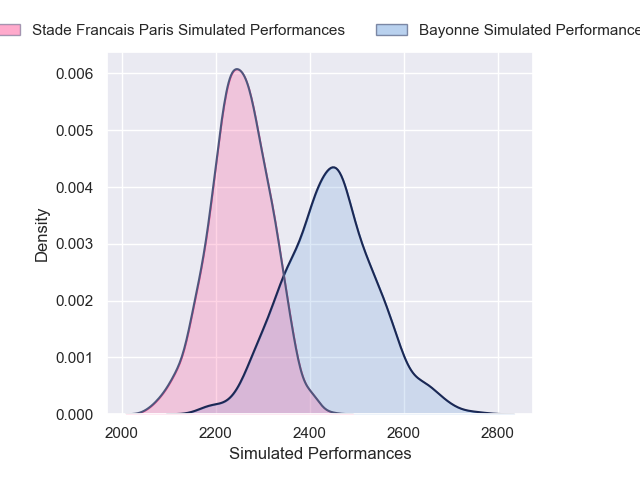 Stade Francais Paris Simulated Performances Bayonne Simulated Performance
0.006
0.005
0.004
0.003
0.002
0.001
0.000
Density
2000 2200 2400 2600 2800
Simulated Performances